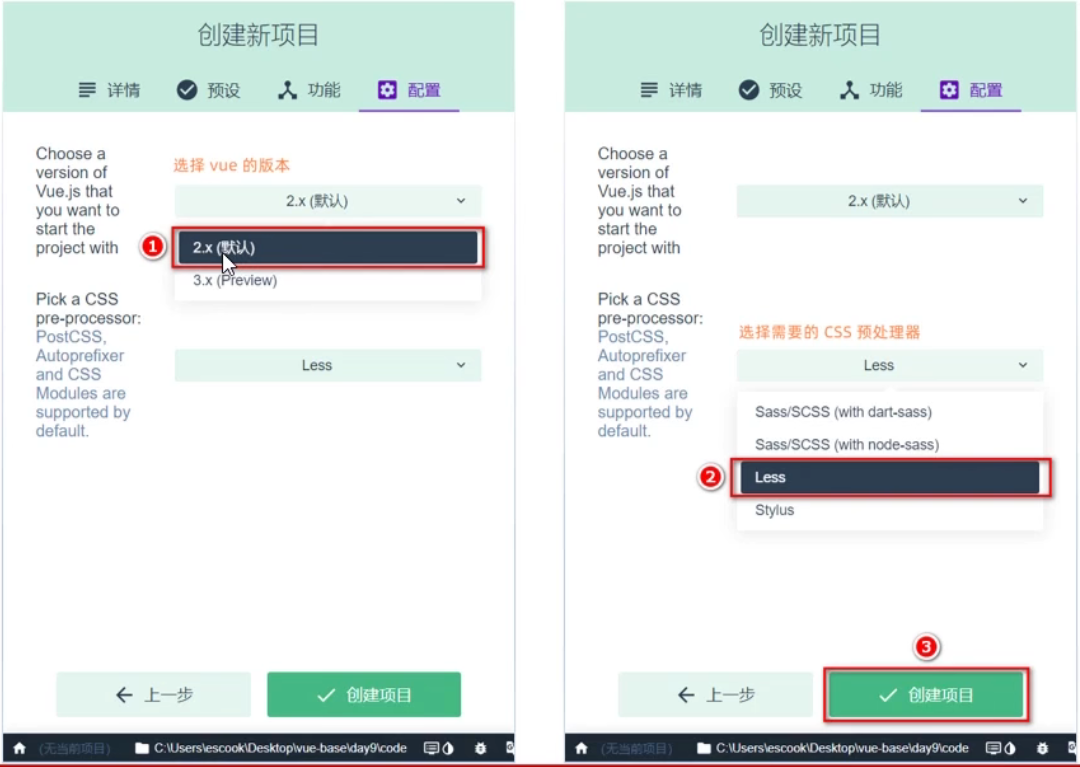 创建新项目
详情 预设 功能 配置
Choose a
version of
Vue.js that
you want to
start the
project with
选择 vue 的版本
2.x (默认)
1
2.x (默认)
3.x (Preview)
Pick a CSS
pre-processor:
PostCSS,
Autoprefixer
and CSS
Modules are
supported by
default.
Less
上一步
创建项目
(无当前项目)
C:\Users\escook\Desktop\vue-base\day9\code
创建新项目
详情 预设 功能 配置
Choose a
version of
Vue.js that
you want to
start the
project with
2.x (默认)
Pick a CSS
pre-processor:
PostCSS,
Autoprefixer
and CSS
Modules are
supported by
default.
选择需要的 CSS 预处理器
Less
Sass/SCSS (with dart-sass)
Sass/SCSS (with node-sass)
2
Less
Stylus
3
上一步
创建项目
(无当前项目)
C:\Users\escook\Desktop\vue-base\day9\code